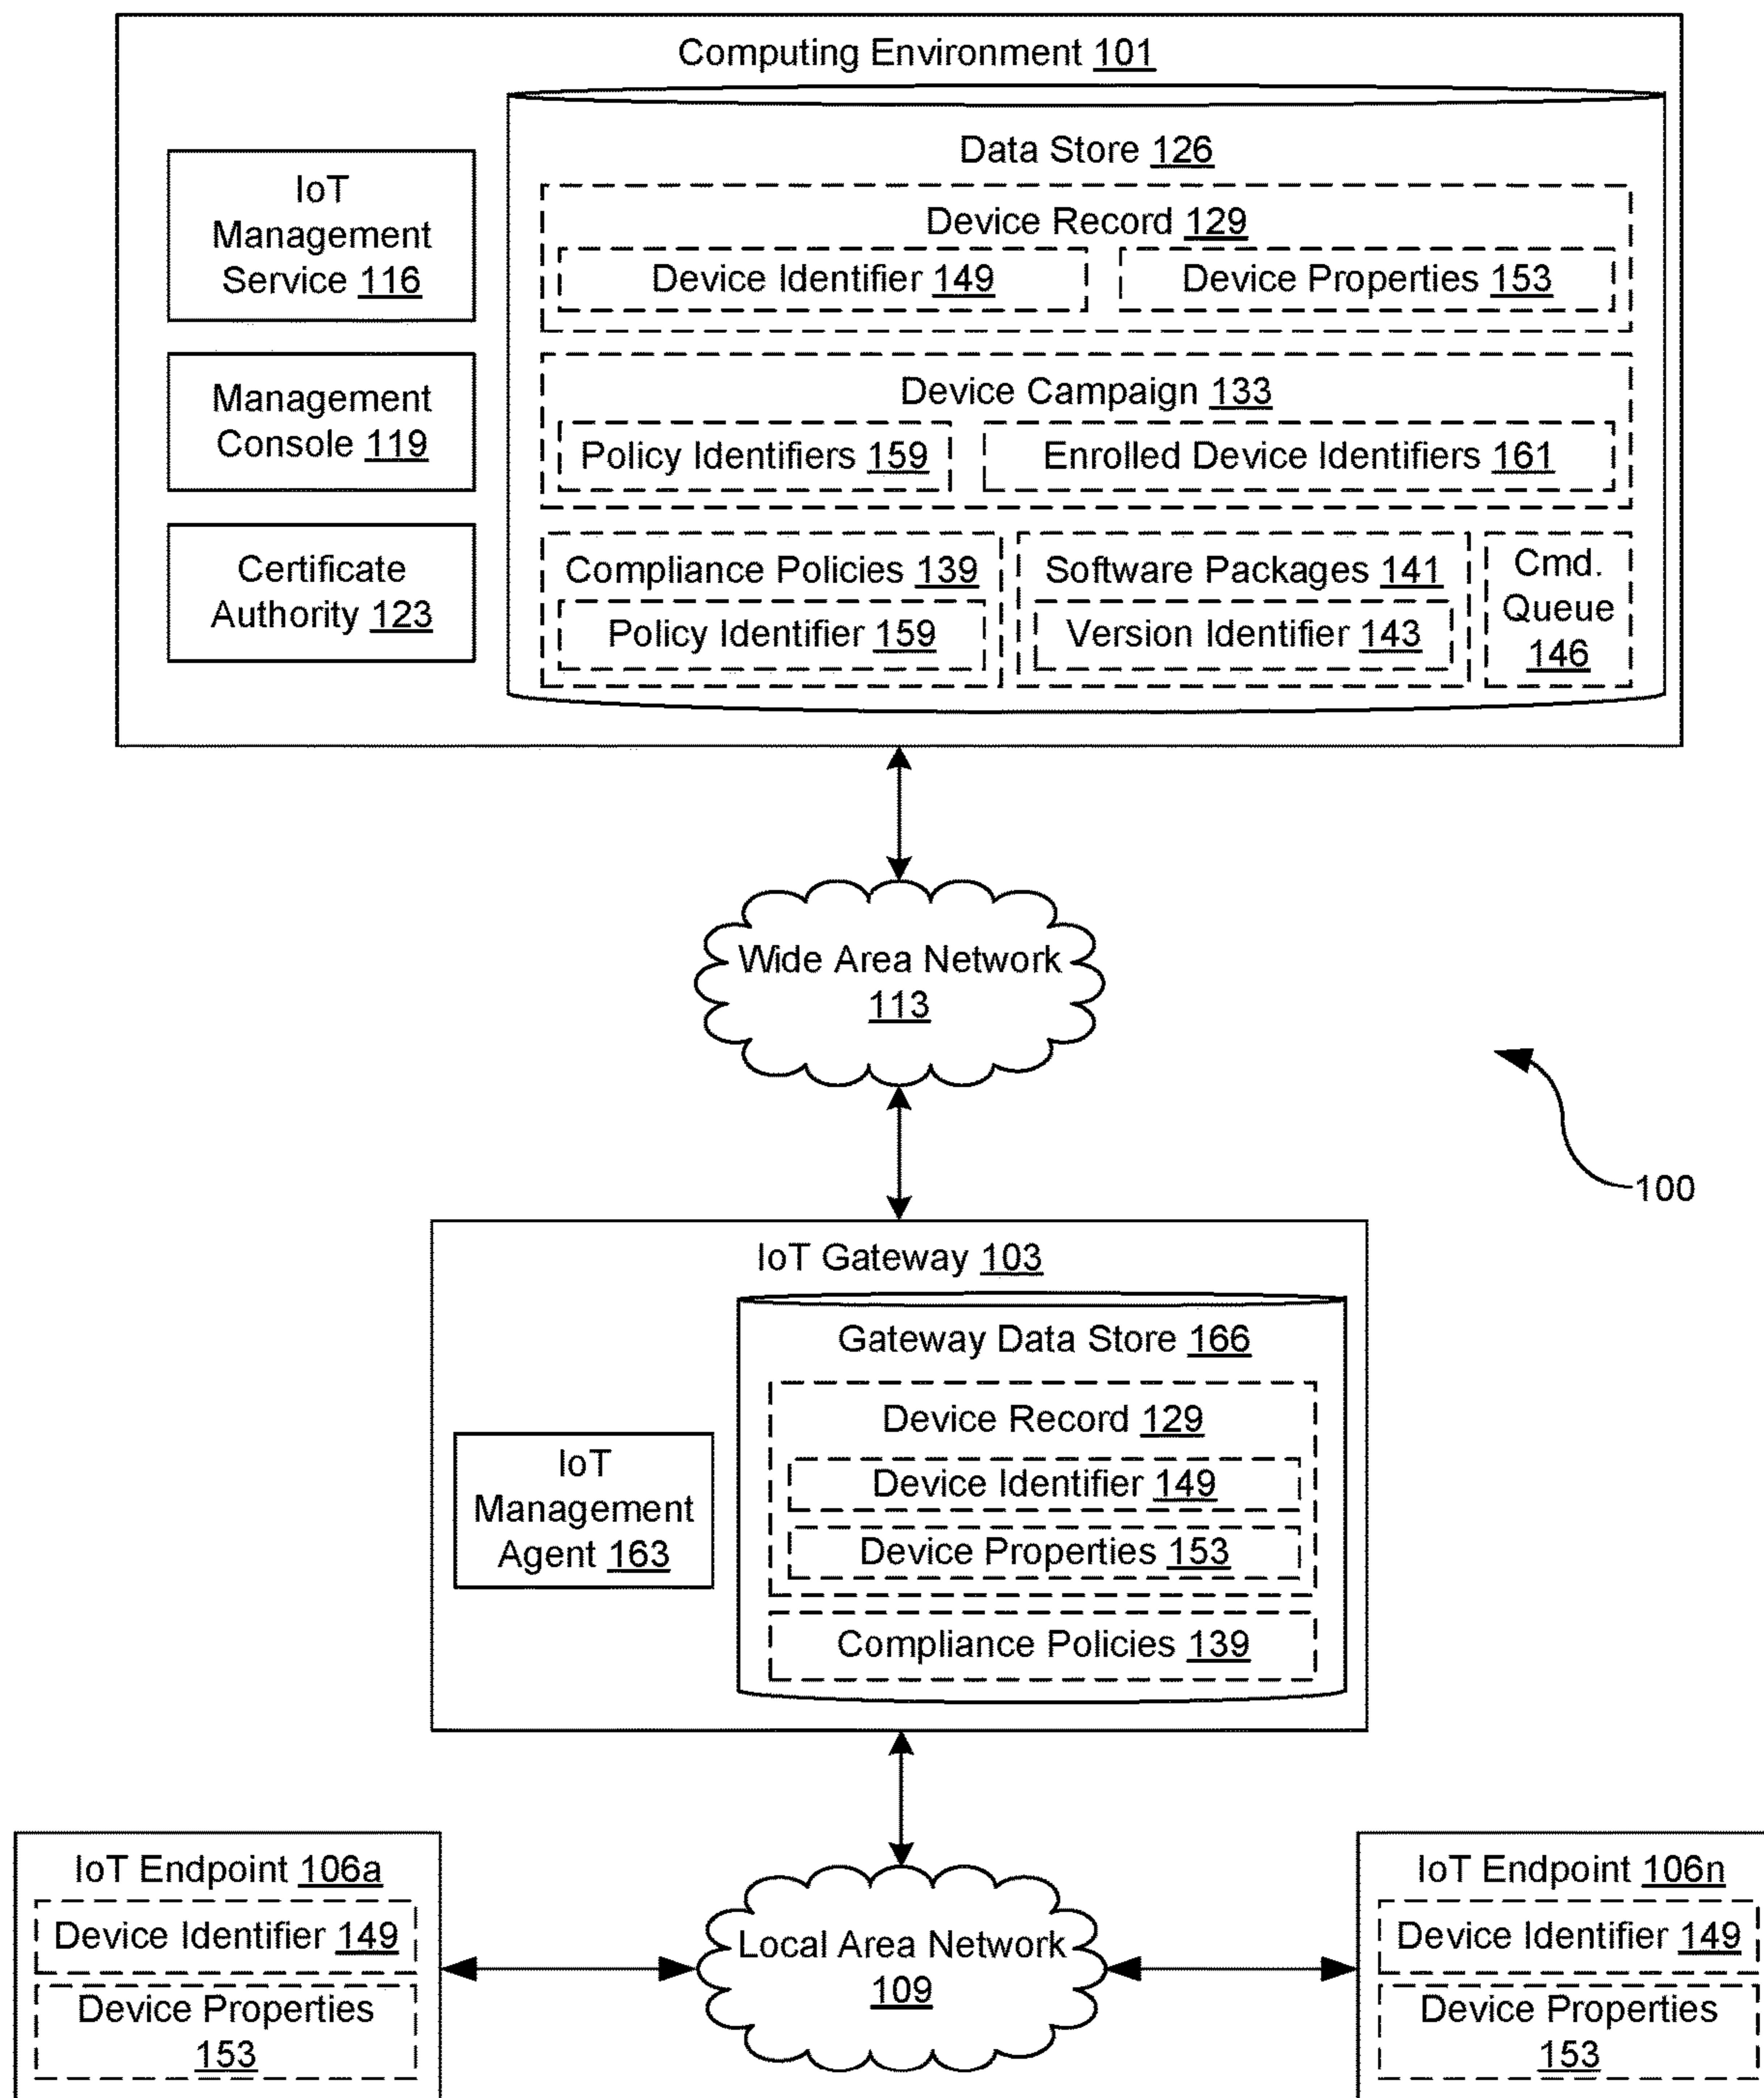 Computing Environment 101
IoT
Management
Service 116
Management
Console 119
Certificate
Authority 123
Data Store 126
Device Record 129
Device Identifier 149
Device Properties 153
Device Campaign 133
Policy Identifiers 159
Enrolled Device Identifiers 161
Compliance Policies 139
Policy Identifier 159
Software Packages 141
Version Identifier 143
Cmd.
Queue
146
Wide Area Network
113
100
IoT Gateway 103
IoT
Management
Agent 163
Gateway Data Store 166
Device Record 129
Device Identifier 149
Device Properties 153
Compliance Policies 139
IoT Endpoint 106a
Device Identifier 149
Device Properties
153
Local Area Network
109
IoT Endpoint 106n
Device Identifier 149
Device Properties
153